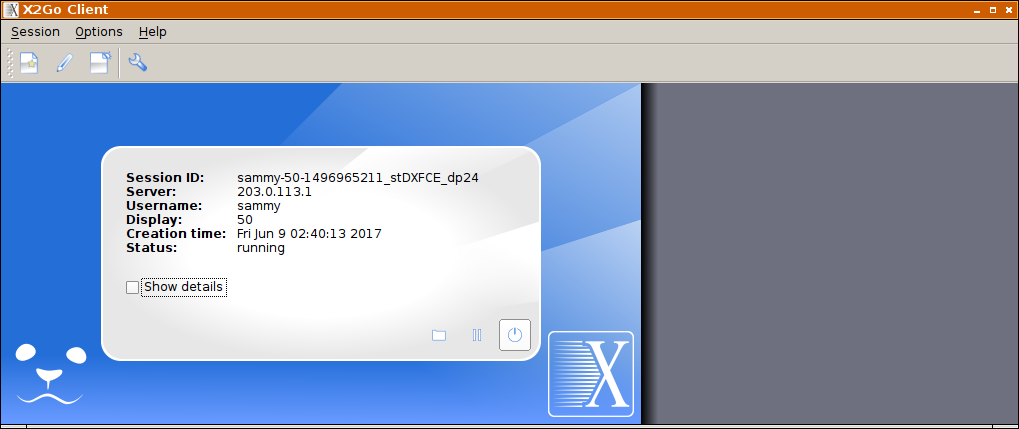 X2Go Client
Session Options Help
Session ID: sammy-50-1496965211_stDXFCE_dp24
Server: 203.0.113.1
Username: sammy
Display: 50
Creation time: Fri Jun 9 02:40:13 2017
Status: running
Show details
X